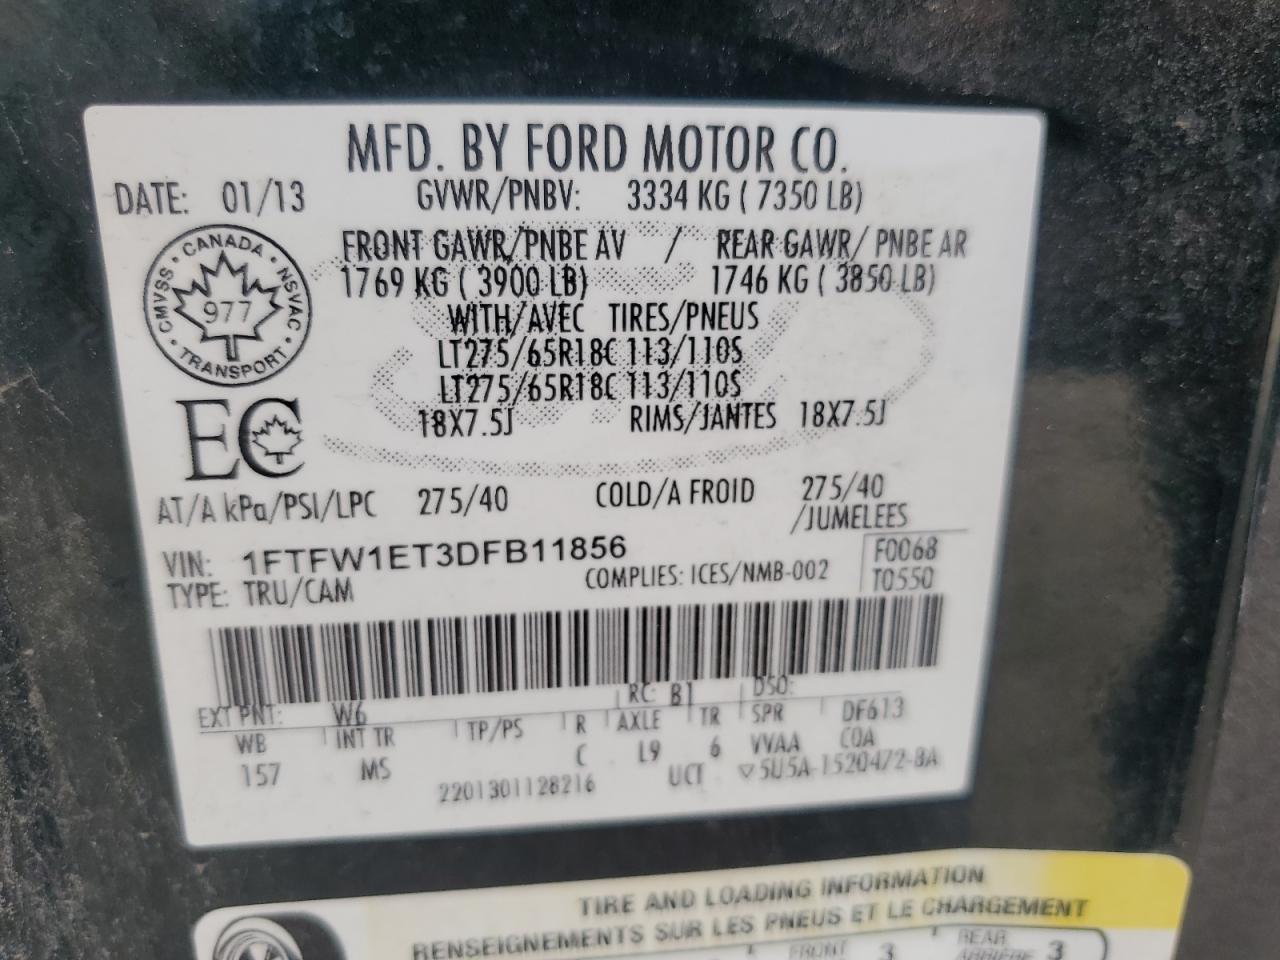 MFD. BY FORD MOTOR CO.
DATE: 01/13 GVWR/PNBV: 3334 KG ( 7350 LB)
FRONT GAWR/PNBE AV / REAR GAWR/ PNBE AR
1769 KG ( 3900 LB) 1746 KG ( 3850 LB)
WITH/AVEC TIRES/PNEUS
LT275/65R18C 113/110S
LT275/65R18C 113/110S
18X7.5J RIMS/JANTES 18X7.5J
CANADA
CMVSS · NSVAC
977
TRANSPORT
EC
AT/A kPa/PSI/LPC 275/40 COLD/A FROID 275/40
/JUMELEES
VIN: 1FTFW1ET3DFB11856 F0068
TYPE: TRU/CAM COMPLIES: ICES/NMB-002 T0550
EXT PNT: W6 RC: B1 DSO:
WB INT TR TP/PS R AXLE TR SPR DF613
157 MS C L9 6 VVAA COA
2201301128216 UCT ▽5U5A-1520472-BA
TIRE AND LOADING INFORMATION
RENSEIGNEMENTS SUR LES PNEUS ET LE CHARGEMENT
FRONT 3 REAR
ARRIÈRE 3